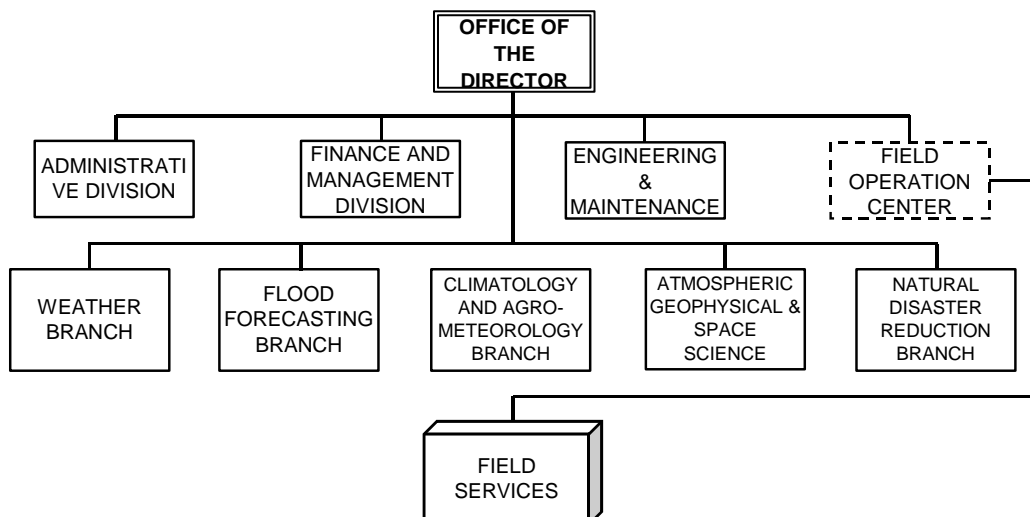 OFFICE OF
THE
DIRECTOR
ADMINISTRATI
VE DIVISION
FINANCE AND
MANAGEMENT
DIVISION
ENGINEERING
&
MAINTENANCE
FIELD
OPERATION
CENTER
WEATHER
BRANCH
FLOOD
FORECASTING
BRANCH
CLIMATOLOGY
AND AGRO-
METEOROLOGY
BRANCH
ATMOSPHERIC
GEOPHYSICAL &
SPACE
SCIENCE
NATURAL
DISASTER
REDUCTION
BRANCH
FIELD
SERVICES